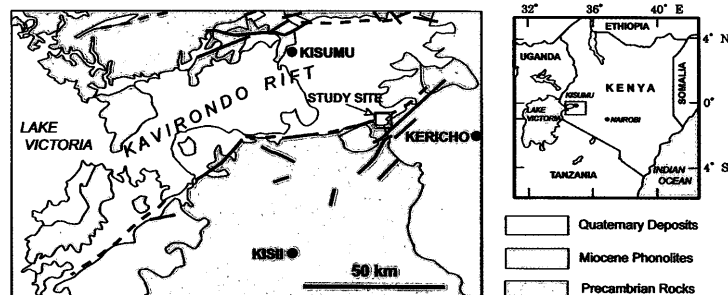 KISUMU
KAVIRONDO RIFT
STUDY SITE
LAKE
VICTORIA
KERICHO
KISII
50 km
32° 36° 40° E
ETHIOPIA
4° N
UGANDA
KENYA
SOMALIA
KISUMU
0°
LAKE
VICTORIA
NAIROBI
TANZANIA
INDIAN
OCEAN
4° S
Quaternary Deposits
Miocene Phonolites
Precambrian Rocks